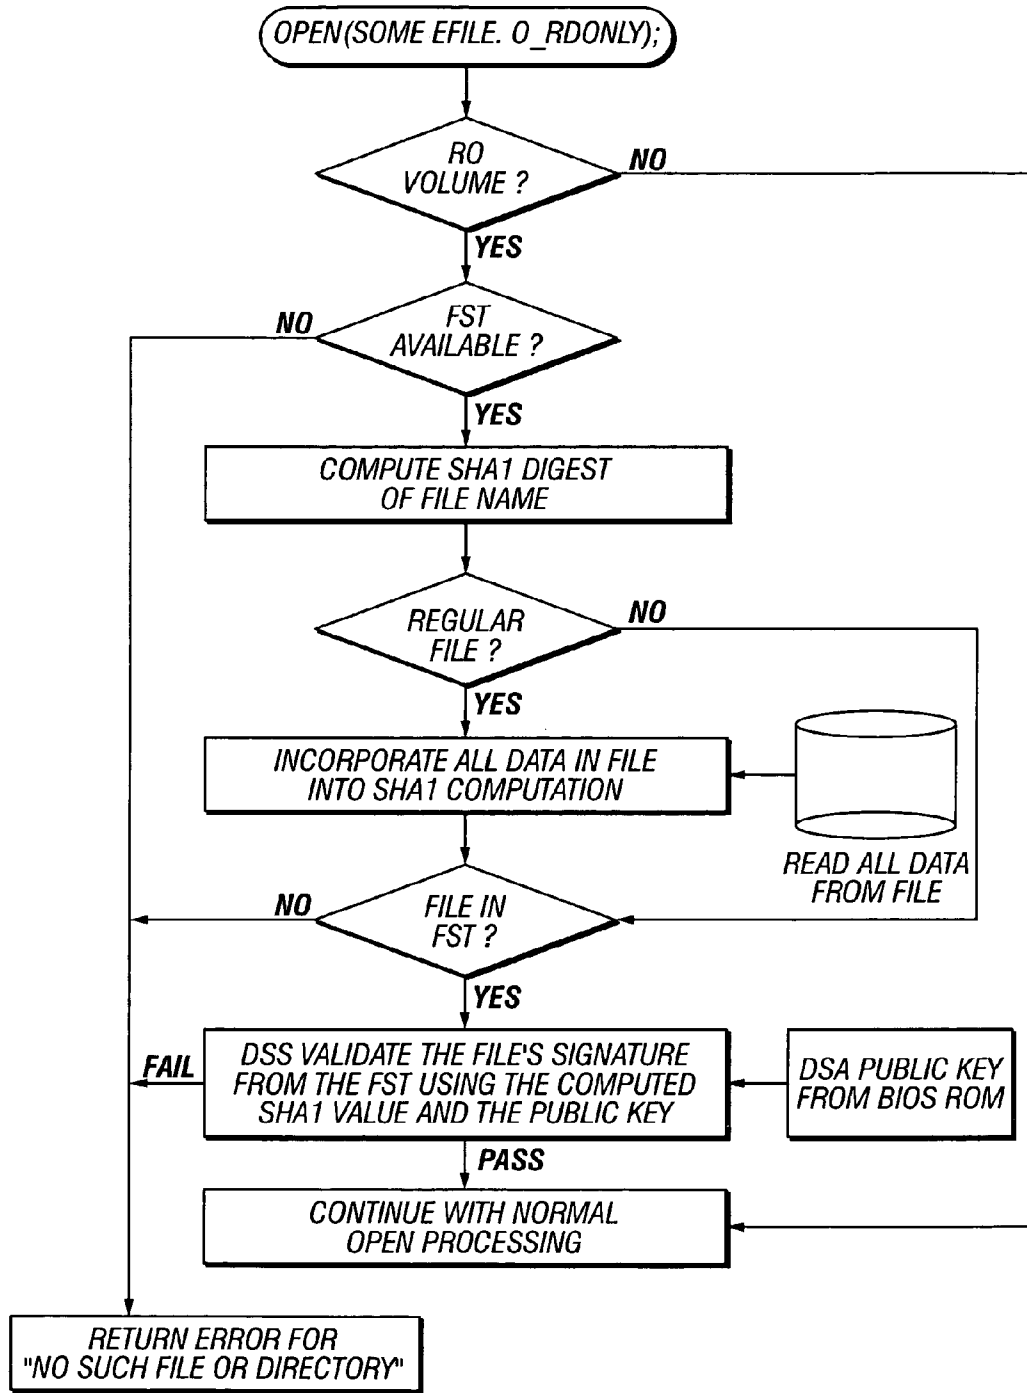 OPEN(SOME EFILE. O_RDONLY);
RO
VOLUME ?
NO
YES
FST
AVAILABLE ?
NO
YES
COMPUTE SHA1 DIGEST
OF FILE NAME
REGULAR
FILE ?
NO
YES
INCORPORATE ALL DATA IN FILE
INTO SHA1 COMPUTATION
READ ALL DATA
FROM FILE
FILE IN
FST ?
NO
YES
DSS VALIDATE THE FILE'S SIGNATURE
FROM THE FST USING THE COMPUTED
SHA1 VALUE AND THE PUBLIC KEY
FAIL
DSA PUBLIC KEY
FROM BIOS ROM
PASS
CONTINUE WITH NORMAL
OPEN PROCESSING
RETURN ERROR FOR
"NO SUCH FILE OR DIRECTORY"